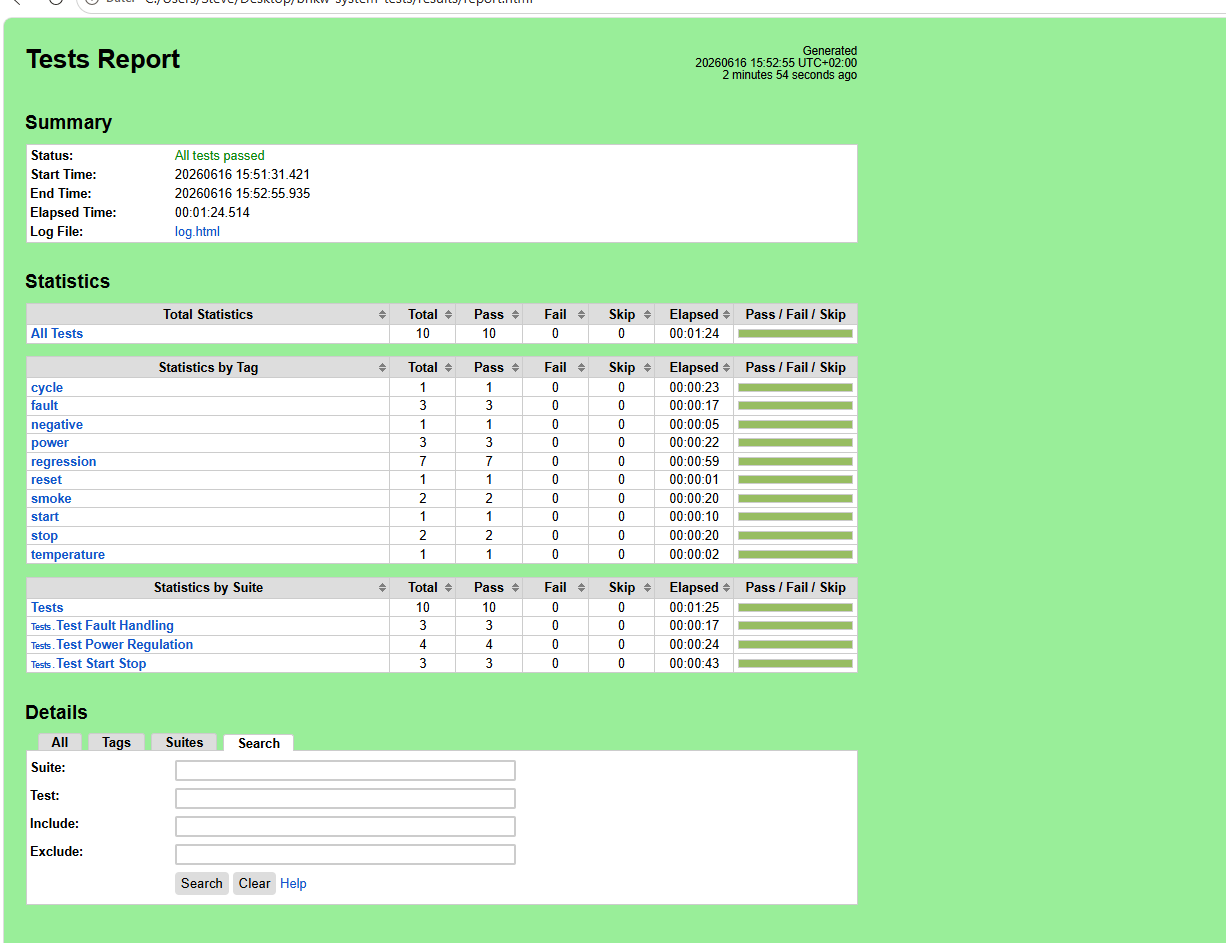 Tests Report
Generated
20260616 15:52:55 UTC+02:00
2 minutes 54 seconds ago
Summary
Status: All tests passed
Start Time: 20260616 15:51:31.421
End Time: 20260616 15:52:55.935
Elapsed Time: 00:01:24.514
Log File: log.html
Statistics
Total Statistics Total Pass Fail Skip Elapsed Pass / Fail / Skip
All Tests 10 10 0 0 00:01:24
Statistics by Tag Total Pass Fail Skip Elapsed Pass / Fail / Skip
cycle 1 1 0 0 00:00:23
fault 3 3 0 0 00:00:17
negative 1 1 0 0 00:00:05
power 3 3 0 0 00:00:22
regression 7 7 0 0 00:00:59
reset 1 1 0 0 00:00:01
smoke 2 2 0 0 00:00:20
start 1 1 0 0 00:00:10
stop 2 2 0 0 00:00:20
temperature 1 1 0 0 00:00:02
Statistics by Suite Total Pass Fail Skip Elapsed Pass / Fail / Skip
Tests 10 10 0 0 00:01:25
Tests . Test Fault Handling 3 3 0 0 00:00:17
Tests . Test Power Regulation 4 4 0 0 00:00:24
Tests . Test Start Stop 3 3 0 0 00:00:43
Details
All Tags Suites Search
Suite:
Test:
Include:
Exclude:
Search Clear Help